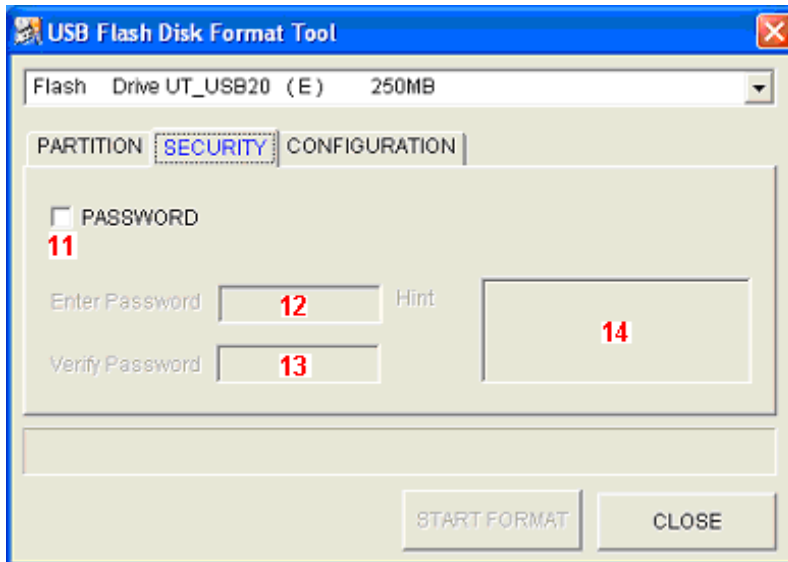 USB Flash Disk Format Tool
Flash Drive UT_USB20 (E) 250MB
PARTITION SECURITY CONFIGURATION
PASSWORD
11
Enter Password 12 Hint 14
Verify Password 13
START FORMAT CLOSE